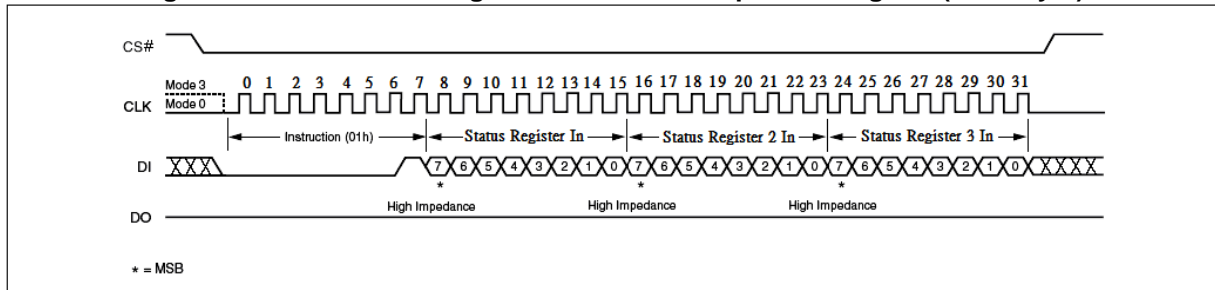 CS#
Mode 3
0 1 2 3 4 5 6 7 8 9 10 11 12 13 14 15 16 17 18 19 20 21 22 23 24 25 26 27 28 29 30 31
CLK
Mode 0
Instruction (01h) Status Register In Status Register 2 In Status Register 3 In
DI 7 6 5 4 3 2 1 0 7 6 5 4 3 2 1 0 7 6 5 4 3 2 1 0
* * *
High Impedance High Impedance High Impedance
DO
* = MSB